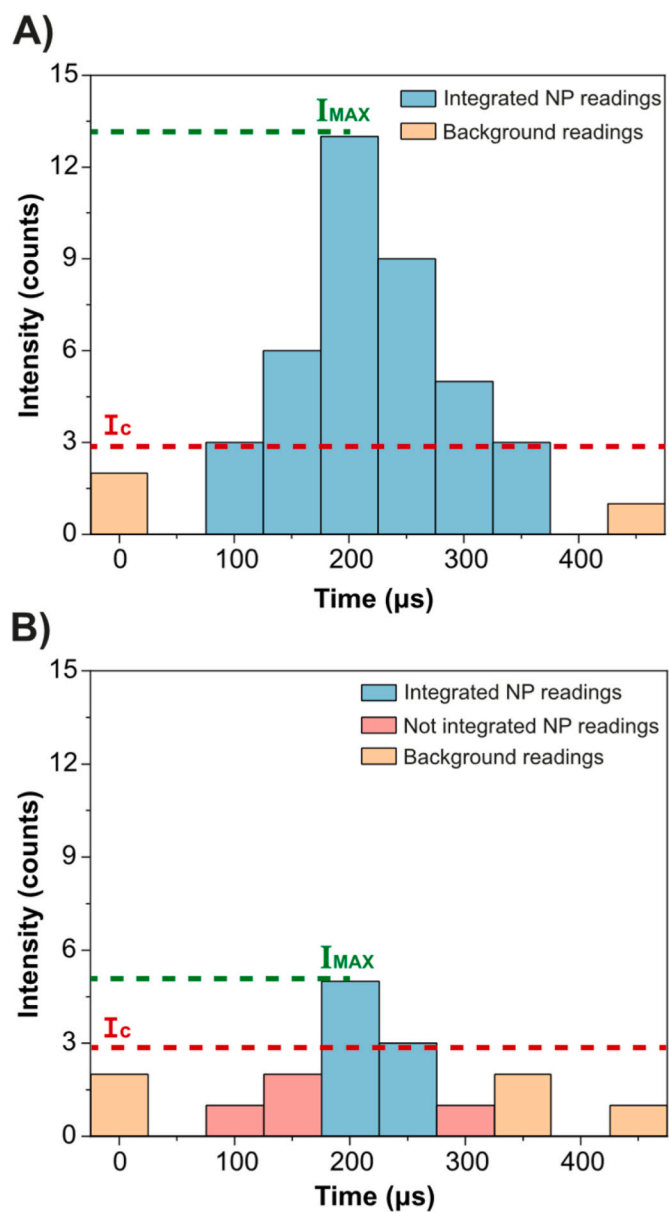 A)
15
12
9
6
3
0
Intensity (counts)
IMAX
Integrated NP readings
Background readings
Ic
0 100 200 300 400
Time (µs)
B)
15
12
9
6
3
0
Intensity (counts)
Integrated NP readings
Not integrated NP readings
Background readings
IMAX
Ic
0 100 200 300 400
Time (µs)